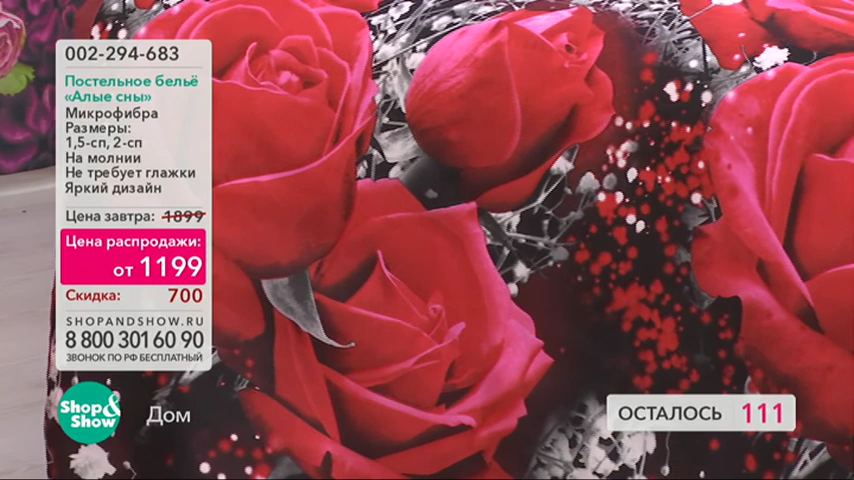 002-294-683
Постельное бельё
«Алые сны»
Микрофибра
Размеры:
1,5-сп, 2-сп
На молнии
Не требует глажки
Яркий дизайн
Цена завтра: 1899
Цена распродажи:
от 1199
Скидка: 700
SHOPANDSHOW.RU
8 800 301 60 90
ЗВОНОК ПО РФ БЕСПЛАТНЫЙ
Shop&
Show
Дом
ОСТАЛОСЬ 111